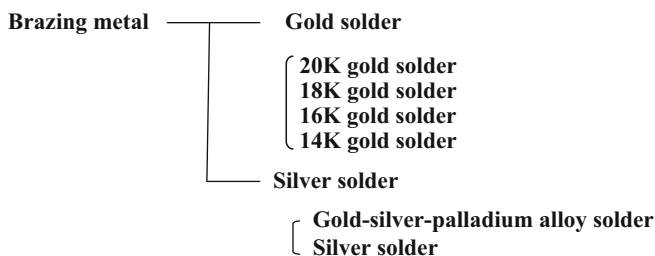 Brazing metal
Gold solder
20K gold solder
18K gold solder
16K gold solder
14K gold solder
Silver solder
Gold-silver-palladium alloy solder
Silver solder